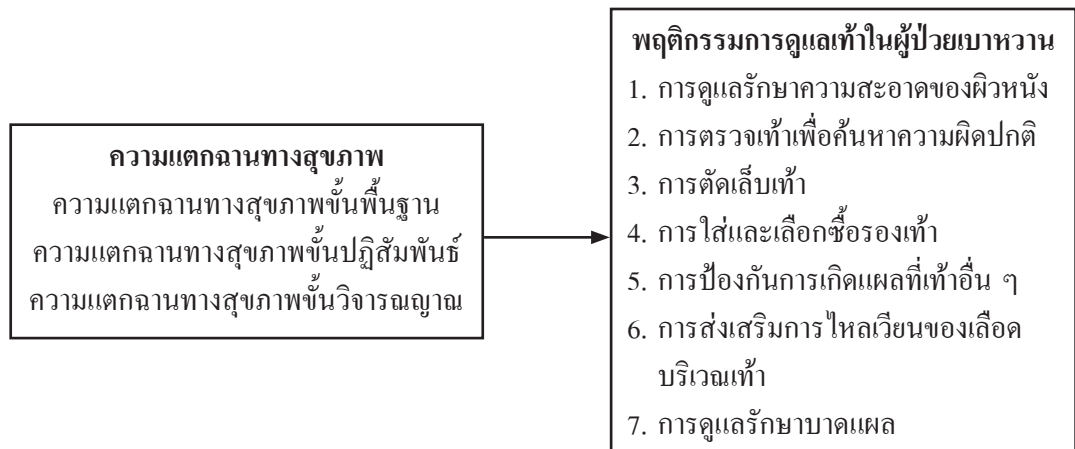 ความแตกฉานทางสุขภาพ
ความแตกฉานทางสุขภาพขั้นพื้นฐาน
ความแตกฉานทางสุขภาพขั้นปฏิสัมพันธ์
ความแตกฉานทางสุขภาพขั้นวิจารณญาณ
พฤติกรรมการดูแลเท้าในผู้ป่วยเบาหวาน
1. การดูแลรักษาความสะอาดของผิวหนัง
2. การตรวจเท้าเพื่อค้นหาความผิดปกติ
3. การตัดเล็บเท้า
4. การใส่และเลือกซื้อรองเท้า
5. การป้องกันการเกิดแผลที่เท้าอื่น ๆ
6. การส่งเสริมการไหลเวียนของเลือด
บริเวณเท้า
7. การดูแลรักษาบาดแผล